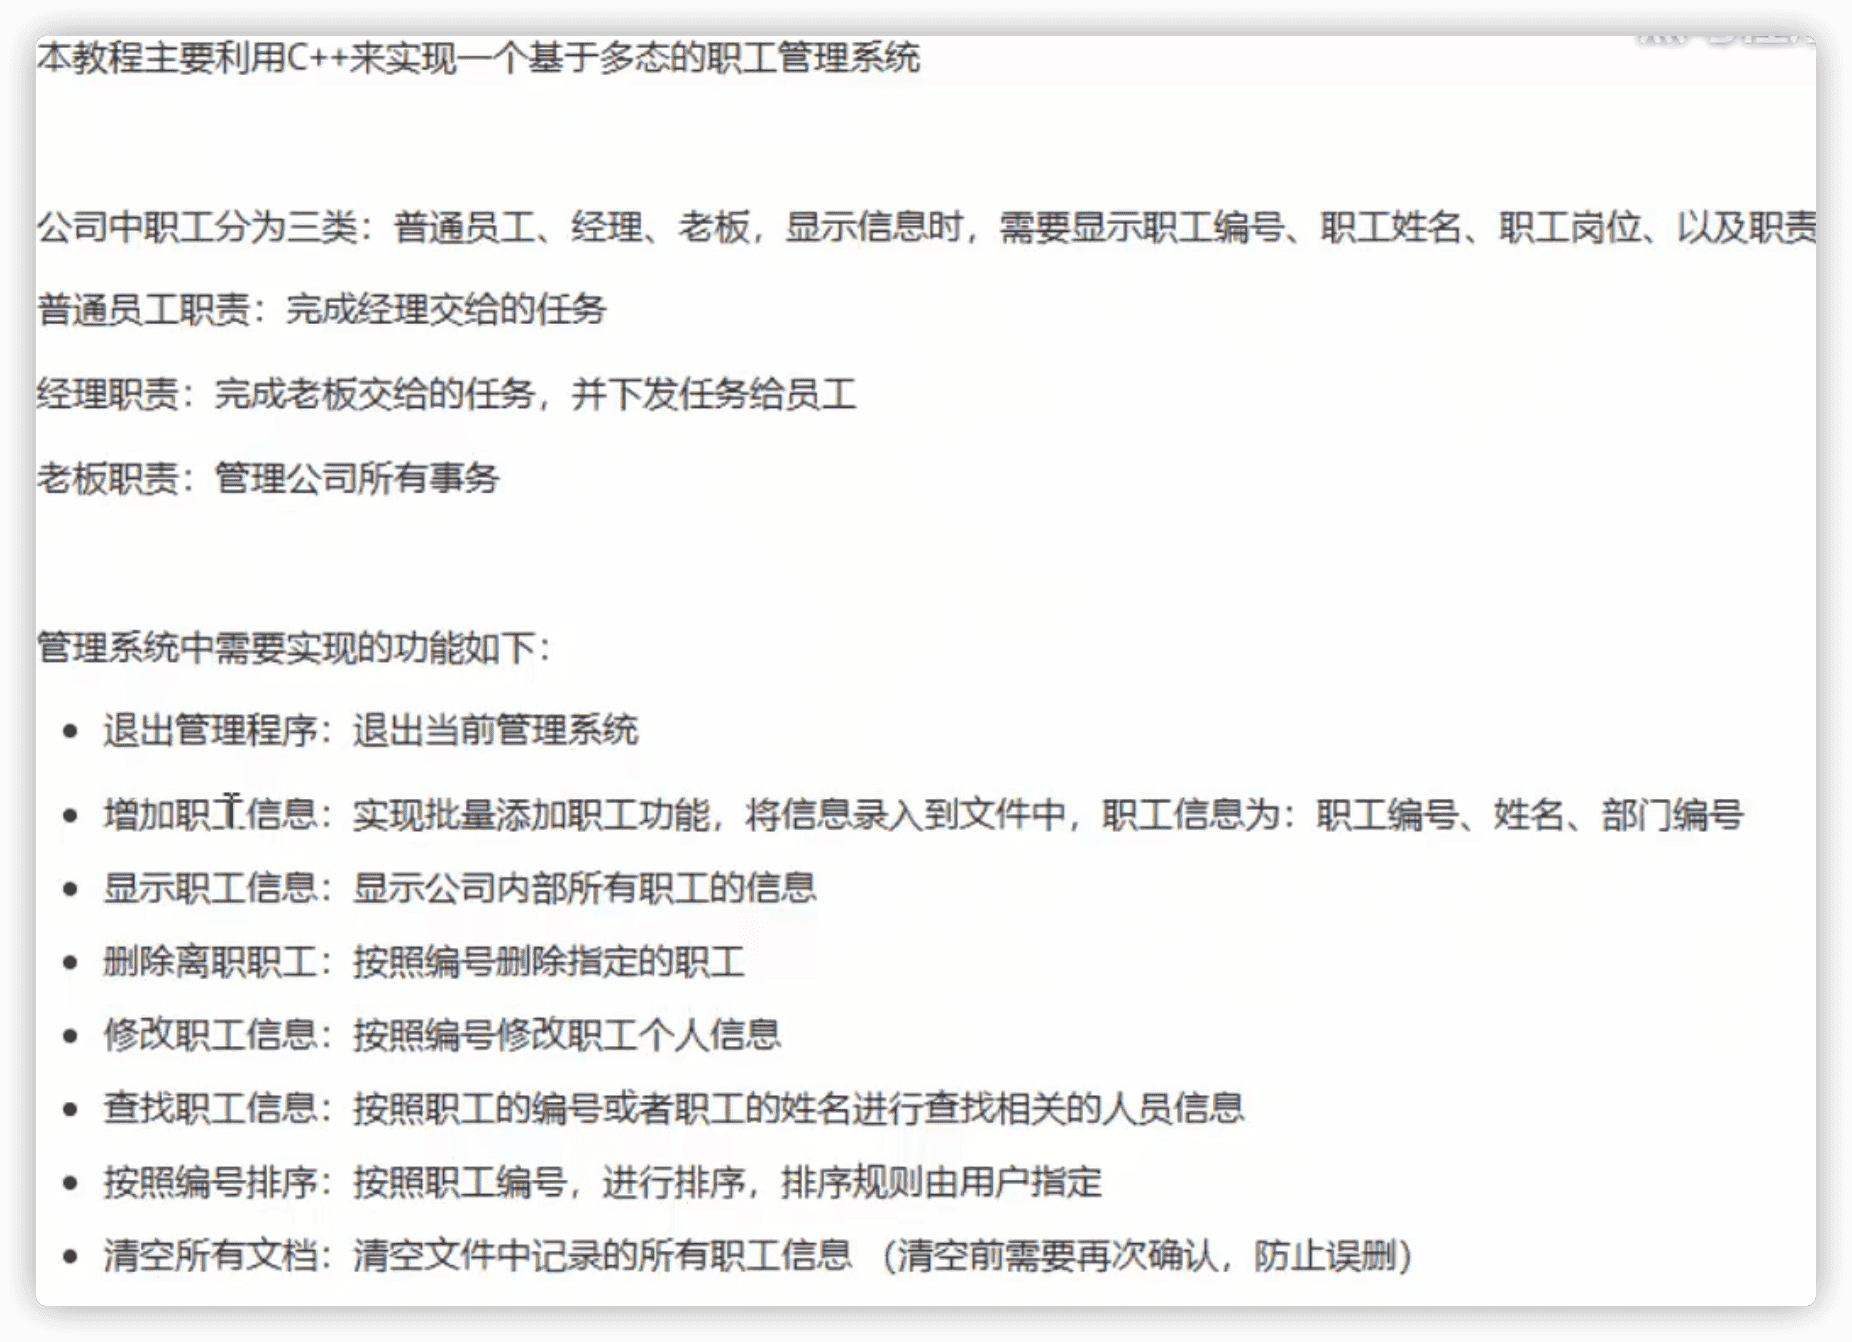 本教程主要利用C++来实现一个基于多态的职工管理系统
公司中职工分为三类：普通员工、经理、老板，显示信息时，需要显示职工编号、职工姓名、职工岗位、以及职责
普通员工职责：完成经理交给的任务
经理职责：完成老板交给的任务，并下发任务给员工
老板职责：管理公司所有事务
管理系统中需要实现的功能如下：
• 退出管理程序：退出当前管理系统
• 增加职工信息：实现批量添加职工功能，将信息录入到文件中，职工信息为：职工编号、姓名、部门编号
• 显示职工信息：显示公司内部所有职工的信息
• 删除离职职工：按照编号删除指定的职工
• 修改职工信息：按照编号修改职工个人信息
• 查找职工信息：按照职工的编号或者职工的姓名进行查找相关的人员信息
• 按照编号排序：按照职工编号，进行排序，排序规则由用户指定
• 清空所有文档：清空文件中记录的所有职工信息 （清空前需要再次确认，防止误删）